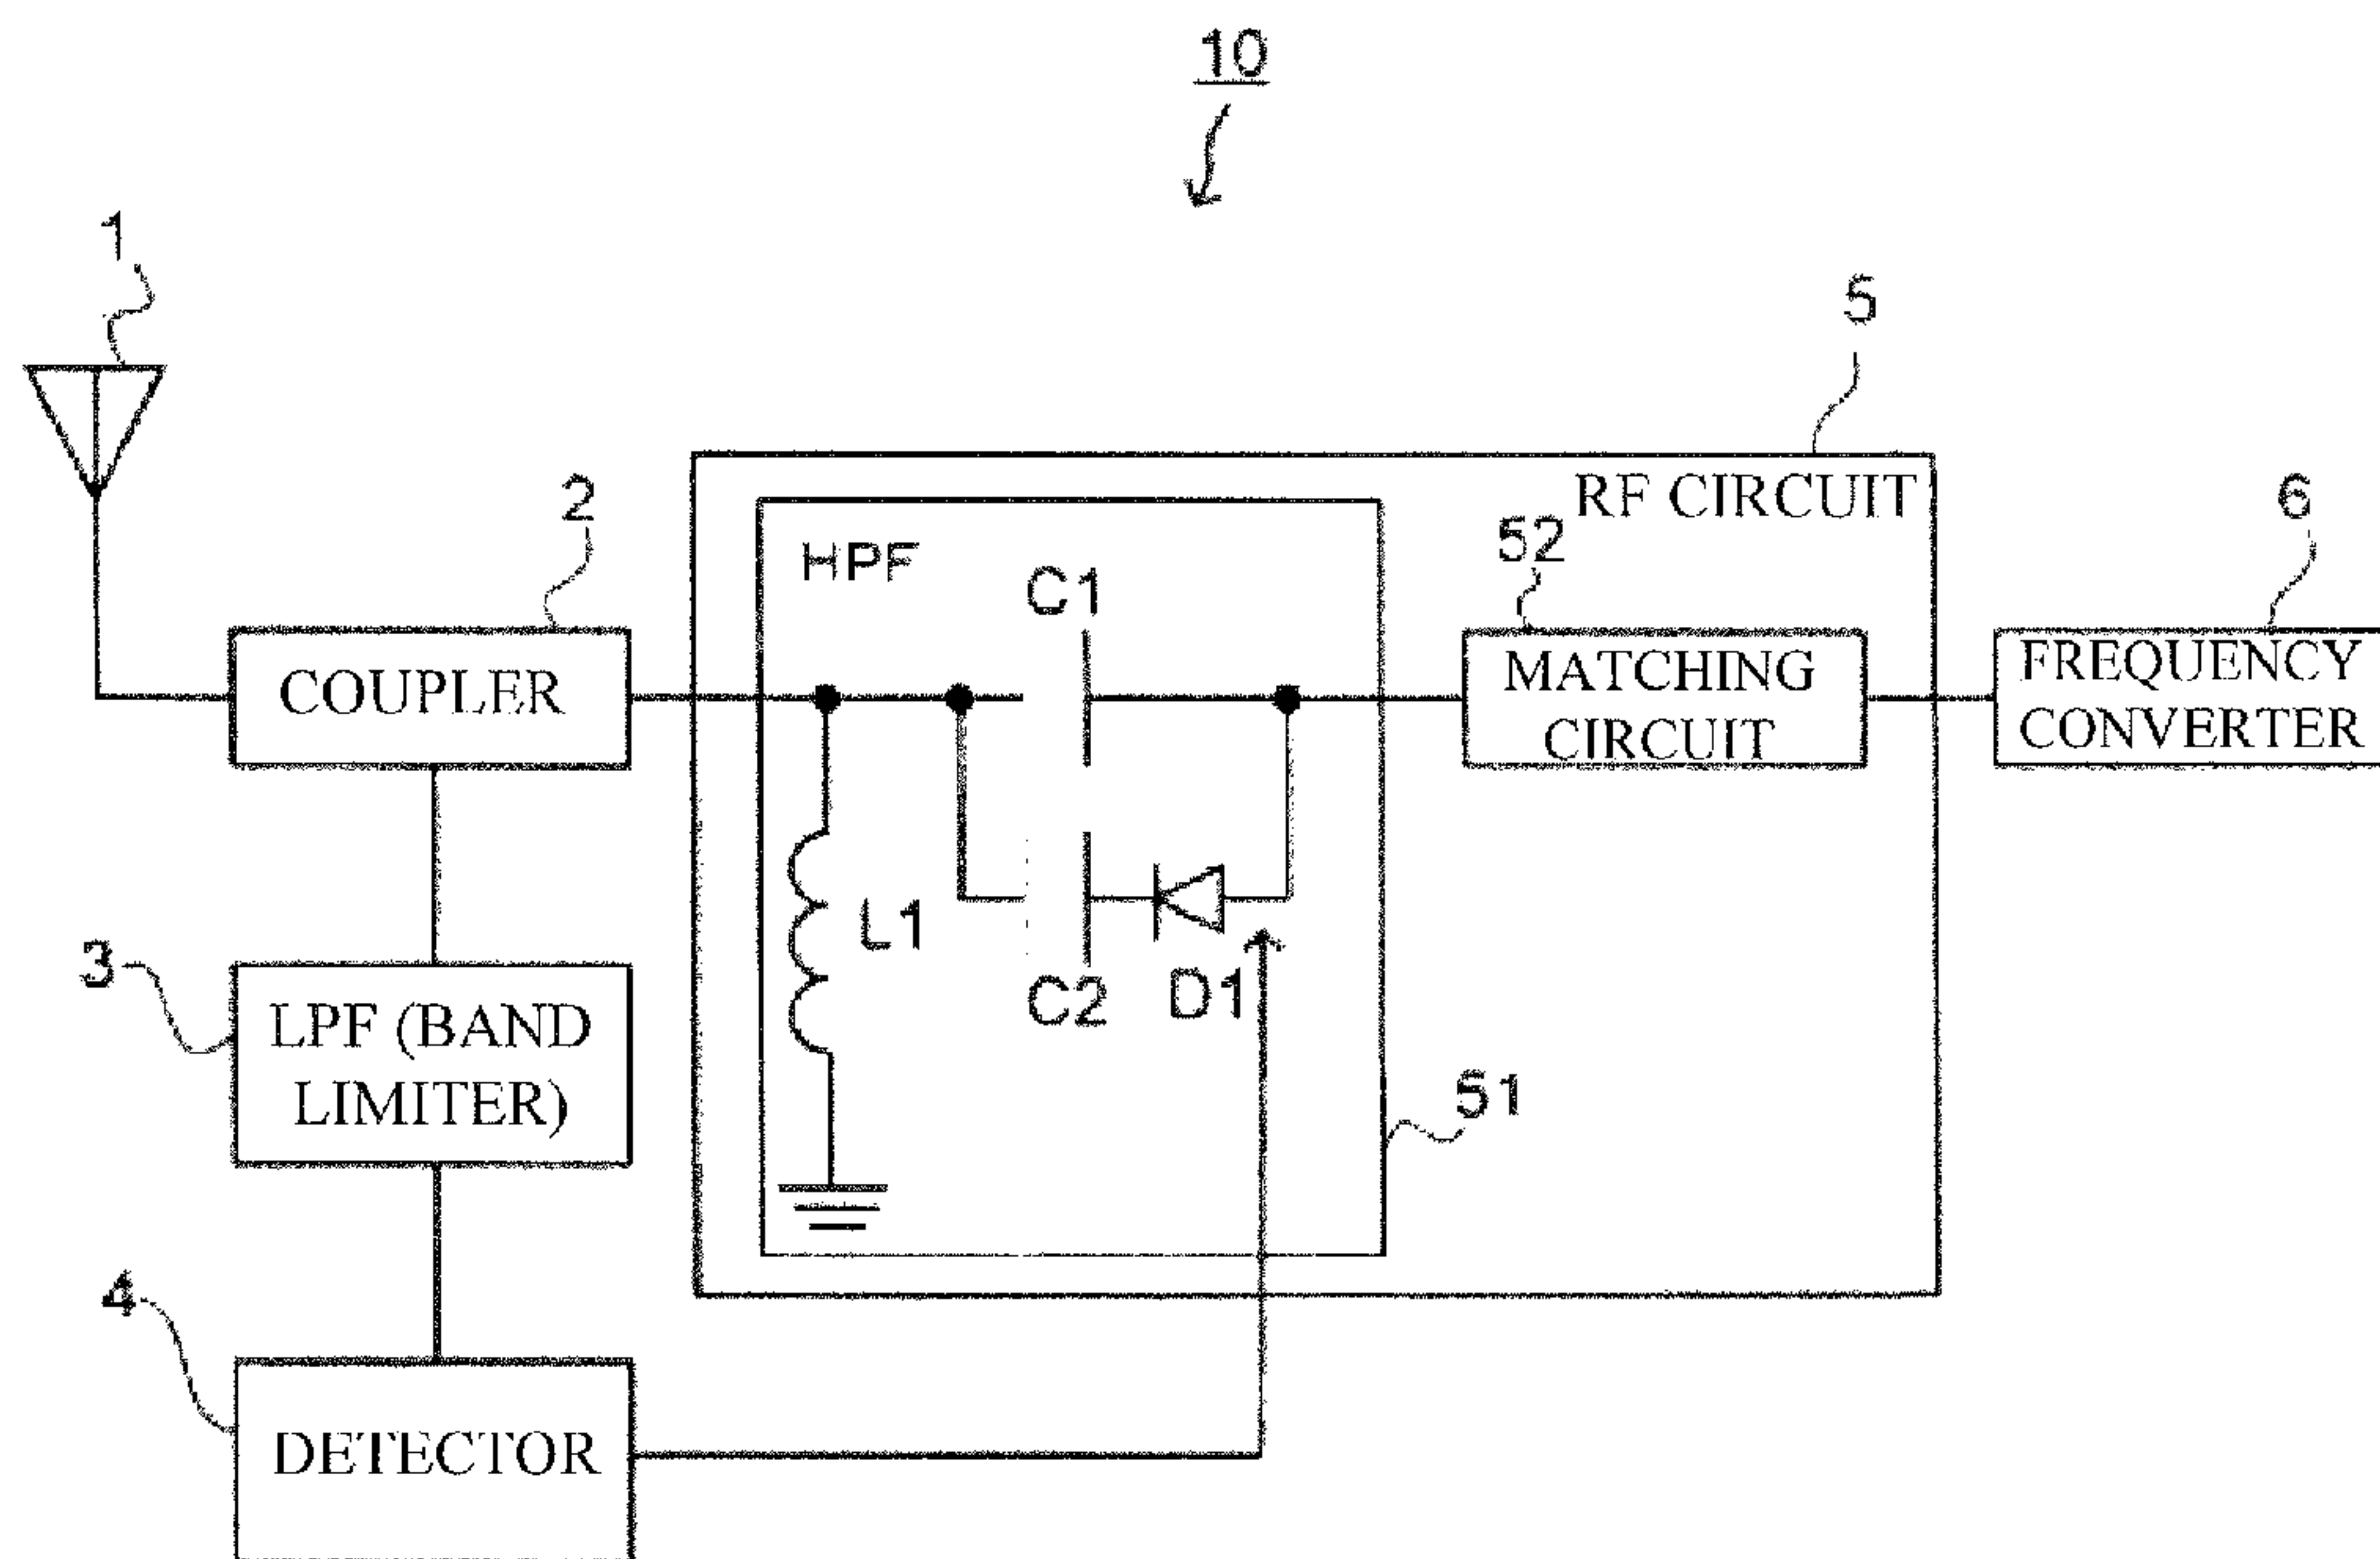 10
1
5
RF CIRCUIT
2
HPF
C1
52
6
COUPLER
MATCHING
CIRCUIT
FREQUENCY
CONVERTER
L1
C2
D1
3
LPF (BAND
LIMITER)
51
4
DETECTOR